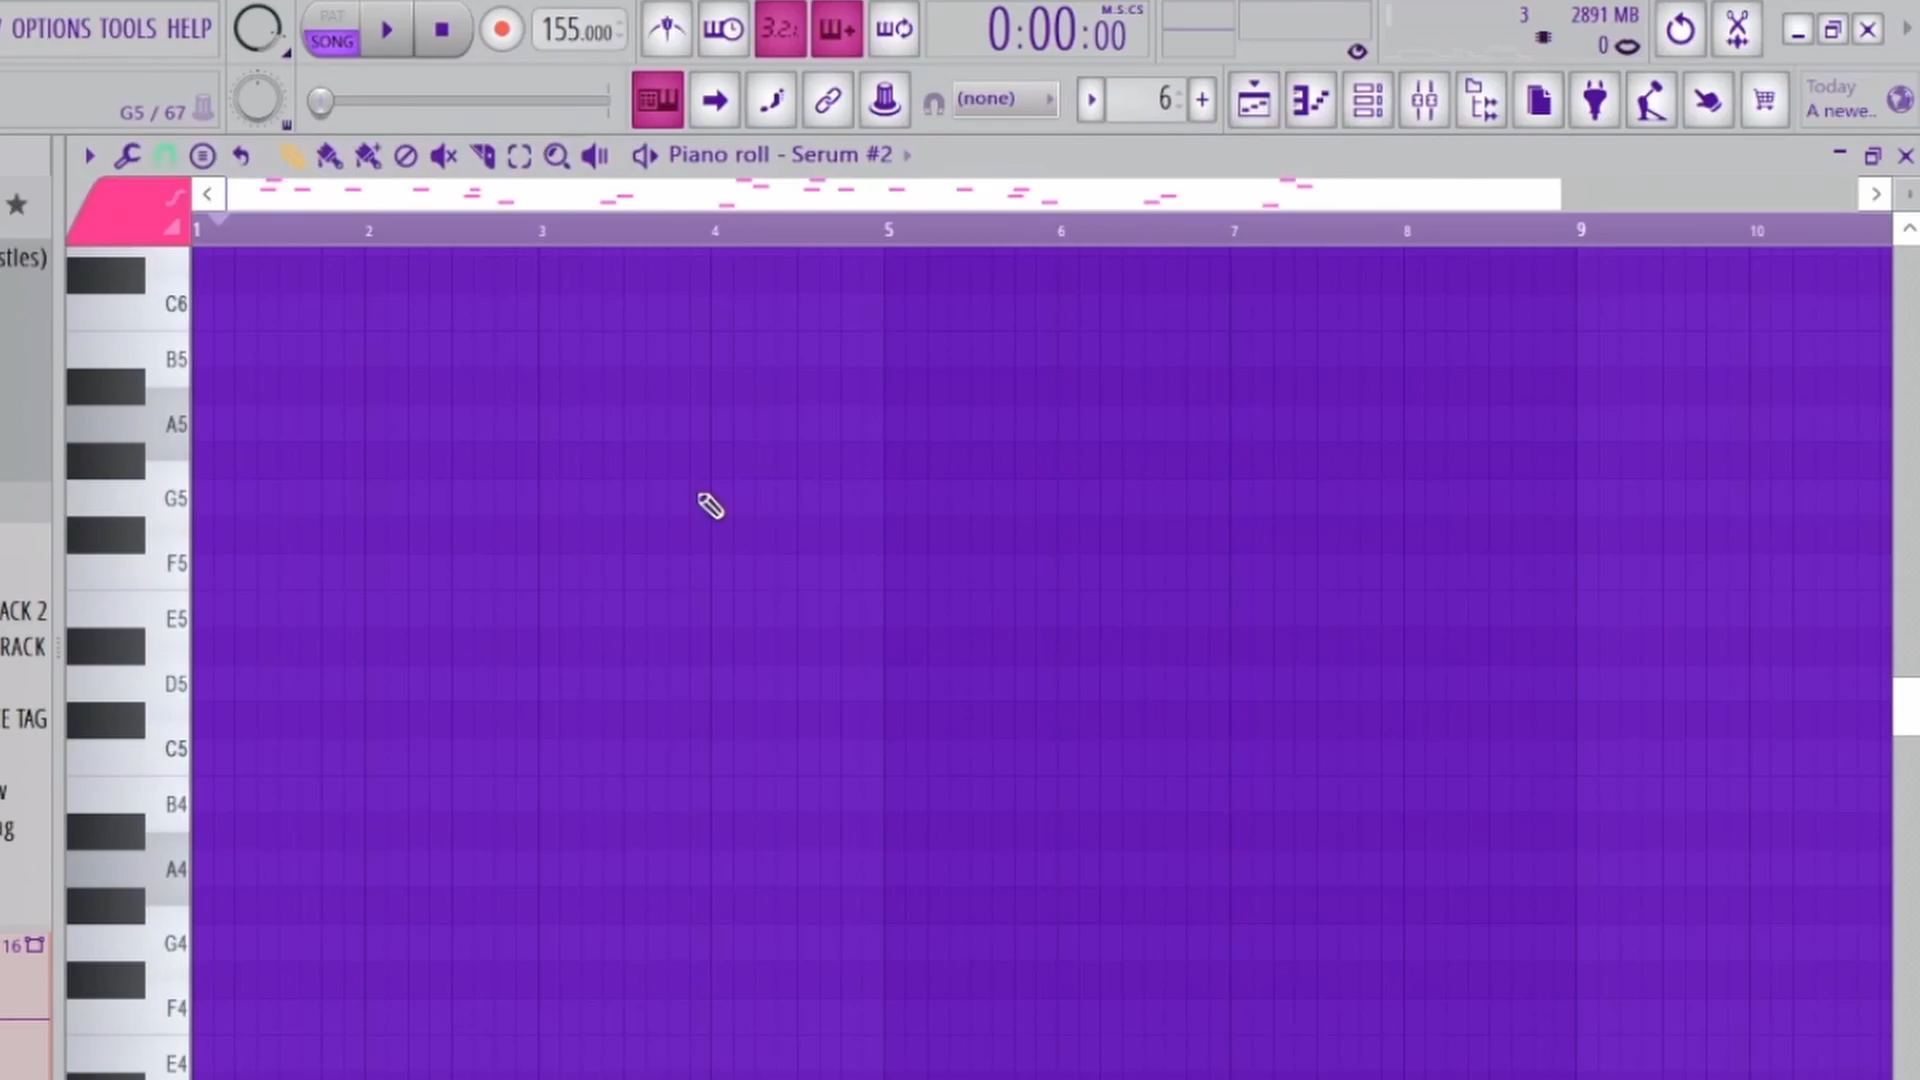 OPTIONS TOOLS HELP
PAT
SONG
155.000
3.2.
0:00:00
M:S:CS
3
2891 MB
0
G5 / 67
(none)
6
Today
A newe..
Piano roll - Serum #2
1 2 3 4 5 6 7 8 9 10
stles)
C6
B5
A5
G5
F5
E5
ACK 2
RACK
D5
E TAG
C5
w
B4
g
A4
G4
16
F4
E4